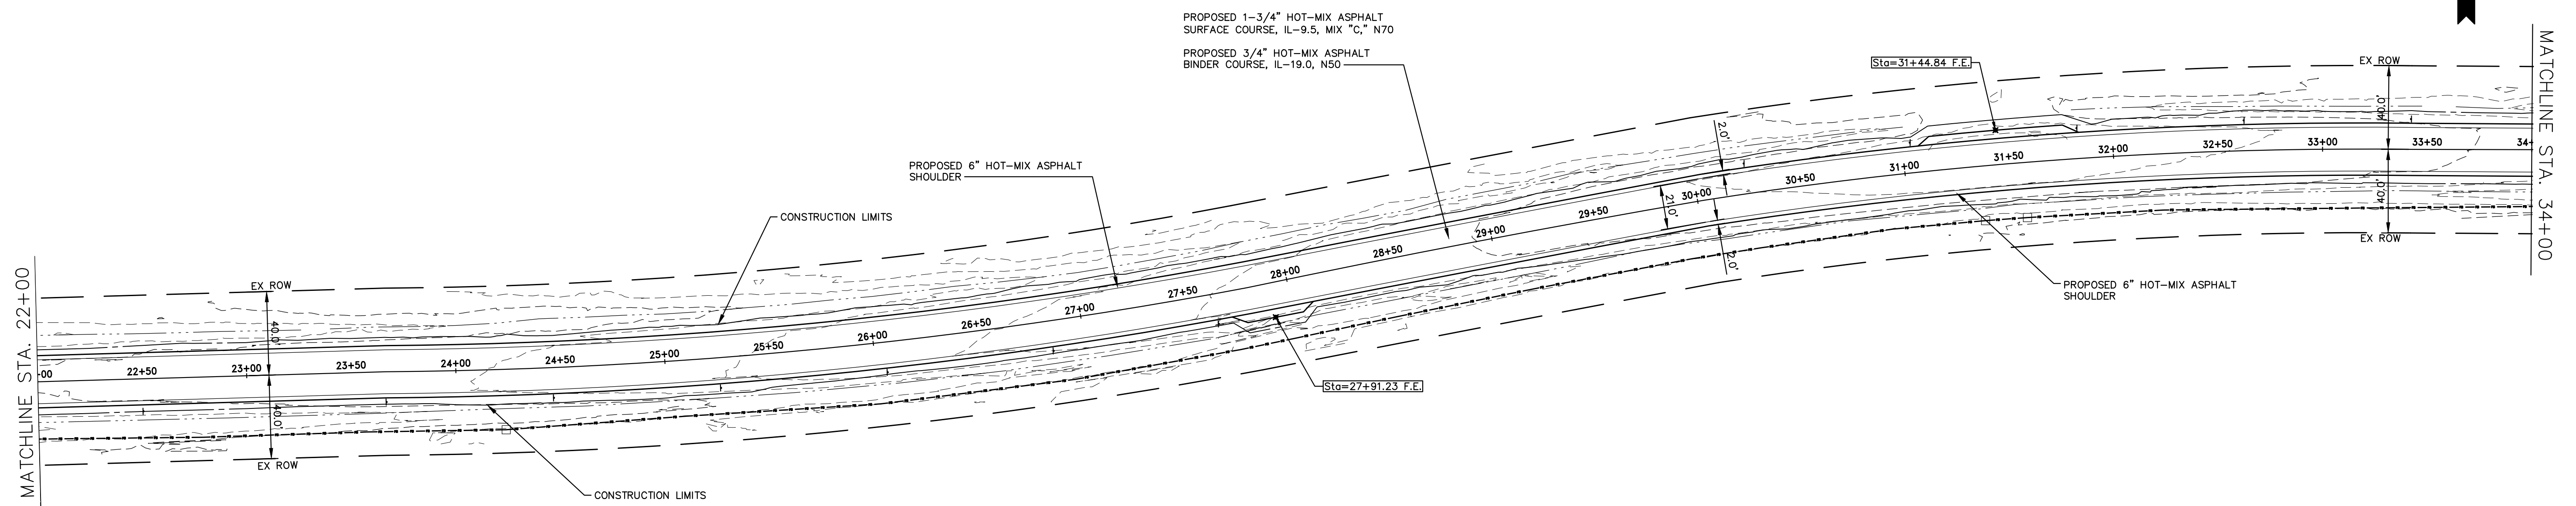 PROPOSED 1-3/4" HOT-MIX ASPHALT
SURFACE COURSE, IL-9.5, MIX "C," N70
PROPOSED 3/4" HOT-MIX ASPHALT
BINDER COURSE, IL-19.0, N50
Sta=31+44.84 F.E.
EX ROW
MATCHLINE STA. 34+00
40.0'
2.0'
PROPOSED 6" HOT-MIX ASPHALT
SHOULDER
CONSTRUCTION LIMITS
21.0'
2.0'
40.0'
EX ROW
PROPOSED 6" HOT-MIX ASPHALT
SHOULDER
MATCHLINE STA. 22+00
EX ROW
40.0'
-00
22+50
23+00
23+50
24+00
24+50
25+00
25+50
26+00
26+50
27+00
27+50
28+00
28+50
29+00
29+50
30+00
30+50
31+00
31+50
32+00
32+50
33+00
33+50
34+
40.0'
EX ROW
Sta=27+91.23 F.E.
CONSTRUCTION LIMITS